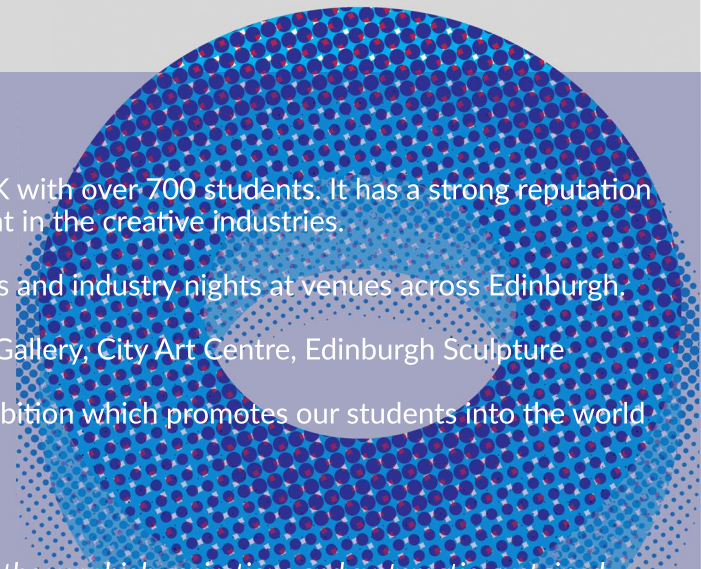 K with over 700 students. It has a strong reputation
nt in the creative industries.
s and industry nights at venues across Edinburgh.
Gallery, City Art Centre, Edinburgh Sculpture
bition which promotes our students into the world